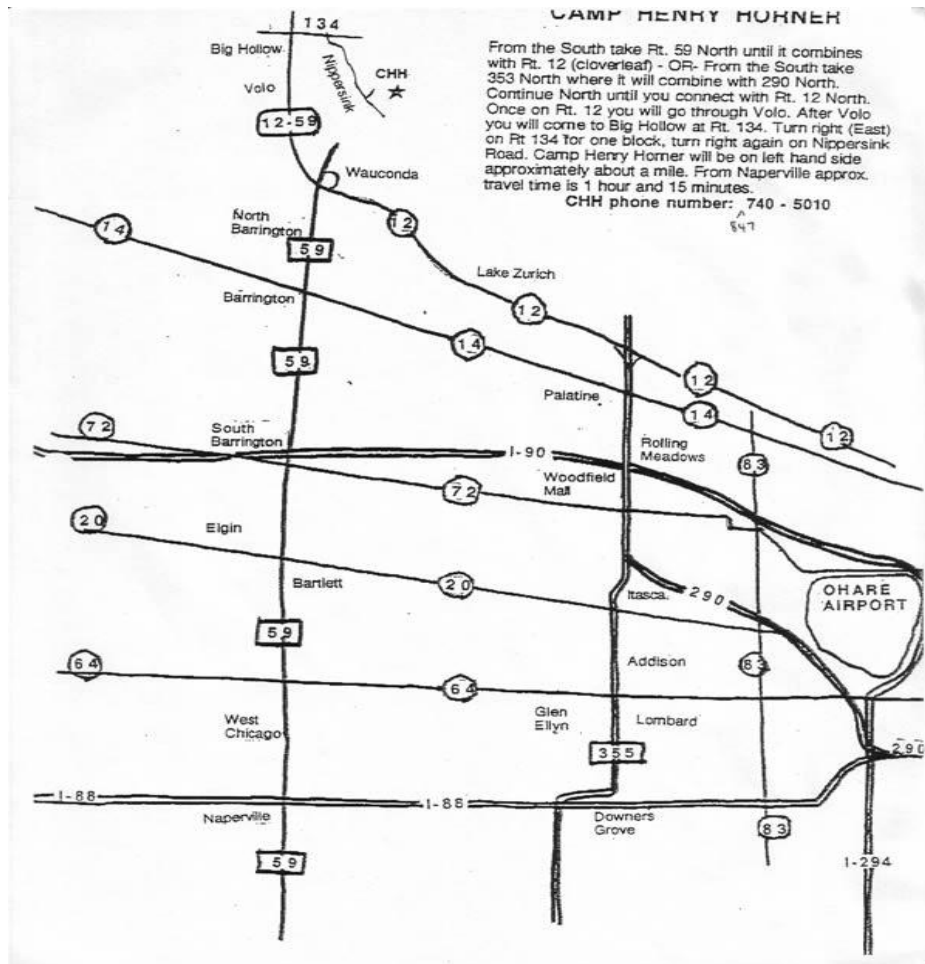 CAMP HENRY HORNER
From the South take Rt. 59 North until it combines
with Rt. 12 (cloverleaf) - OR- From the South take
353 North where it will combine with 290 North.
Continue North until you connect with Rt. 12 North.
Once on Rt. 12 you will go through Volo. After Volo
you will come to Big Hollow at Rt. 134. Turn right (East)
on Rt 134 for one block, turn right again on Nippersink
Road. Camp Henry Horner will be on left hand side
approximately about a mile. From Naperville approx.
travel time is 1 hour and 15 minutes.
CHH phone number: 740 - 5010
847
134
Big Hollow
Nippersink
CHH
Volo
12-59
Wauconda
North
Barrington
14
12
59
Lake Zurich
Barrington
12
14
59
12
Palatine
14
72
South
Barrington
12
I-90
Rolling
Meadows
83
Woodfield
Mall
72
20
Elgin
Bartlett
20
Itasca
290
OHARE
AIRPORT
59
64
Addison
83
64
West
Chicago
Glen
Ellyn
Lombard
355
290
I-88
I-88
Naperville
Downers
Grove
83
59
I-294